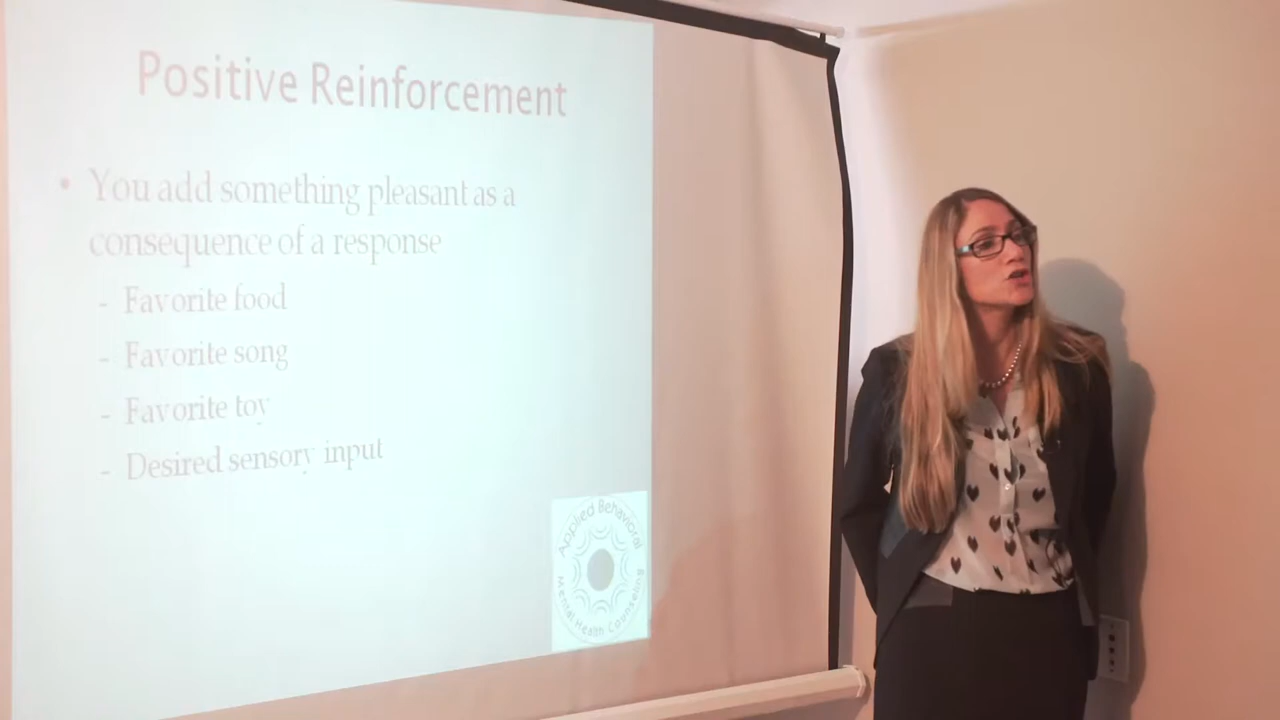 Positive Reinforcement
• You add something pleasant as a
consequence of a response
- Favorite food
- Favorite song
- Favorite toy
- Desired sensory input
Applied Behavioral
Mental Health Counseling